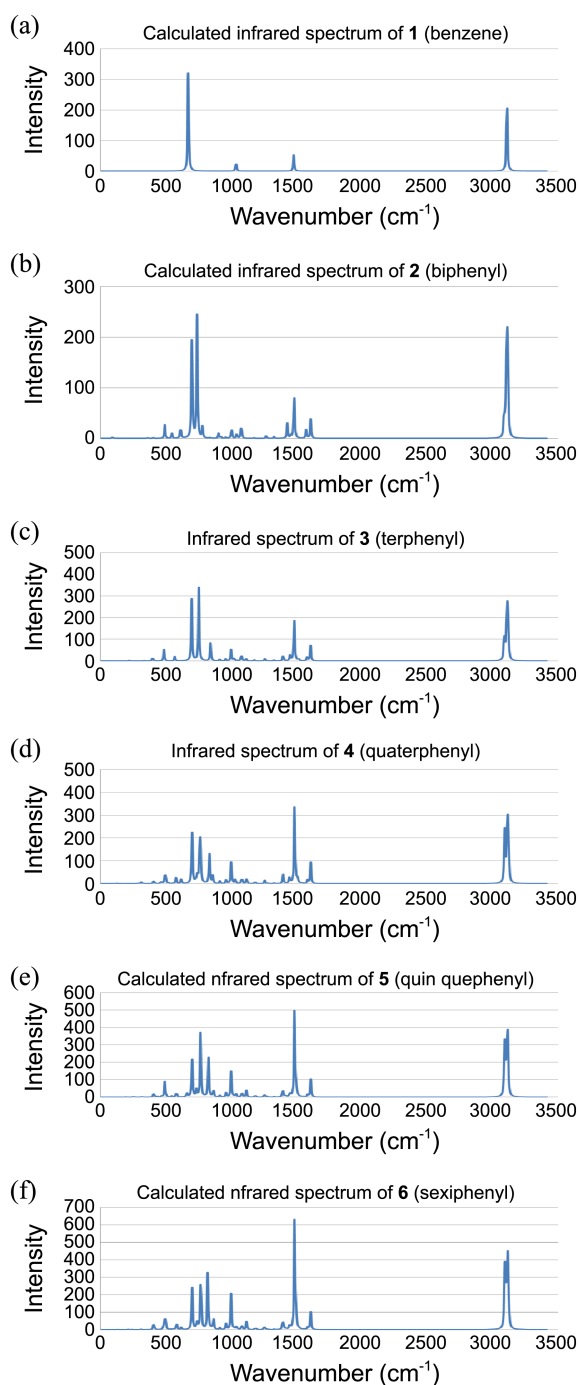 (a)
Calculated infrared spectrum of 1 (benzene)
400
300
200
100
0
Intensity
0 500 1000 1500 2000 2500 3000 3500
Wavenumber (cm⁻¹)
(b)
Calculated infrared spectrum of 2 (biphenyl)
300
200
100
0
Intensity
0 500 1000 1500 2000 2500 3000 3500
Wavenumber (cm⁻¹)
(c)
Infrared spectrum of 3 (terphenyl)
500
400
300
200
100
0
Intensity
0 500 1000 1500 2000 2500 3000 3500
Wavenumber (cm⁻¹)
(d)
Infrared spectrum of 4 (quaterphenyl)
500
400
300
200
100
0
Intensity
0 500 1000 1500 2000 2500 3000 3500
Wavenumber (cm⁻¹)
(e)
Calculated nfrared spectrum of 5 (quin quephenyl)
600
500
400
300
200
100
0
Intensity
0 500 1000 1500 2000 2500 3000 3500
Wavenumber (cm⁻¹)
(f)
Calculated nfrared spectrum of 6 (sexiphenyl)
700
600
500
400
300
200
100
0
Intensity
0 500 1000 1500 2000 2500 3000 3500
Wavenumber (cm⁻¹)